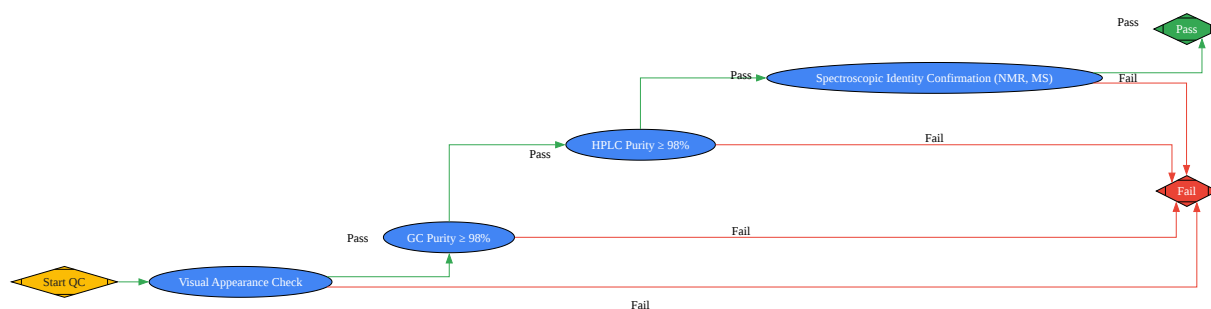 Pass
Pass
Pass
Spectroscopic Identity Confirmation (NMR, MS)
Fail
Pass
HPLC Purity ≥ 98%
Fail
Fail
Pass
GC Purity ≥ 98%
Fail
Start QC
Visual Appearance Check
Fail